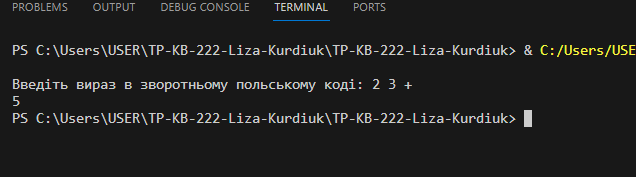 PROBLEMS OUTPUT DEBUG CONSOLE TERMINAL PORTS
PS C:\Users\USER\TP-KB-222-Liza-Kurdiuk\TP-KB-222-Liza-Kurdiuk> & C:/Users/USE
Введіть вираз в зворотньому польському коді: 2 3 +
5
PS C:\Users\USER\TP-KB-222-Liza-Kurdiuk\TP-KB-222-Liza-Kurdiuk>